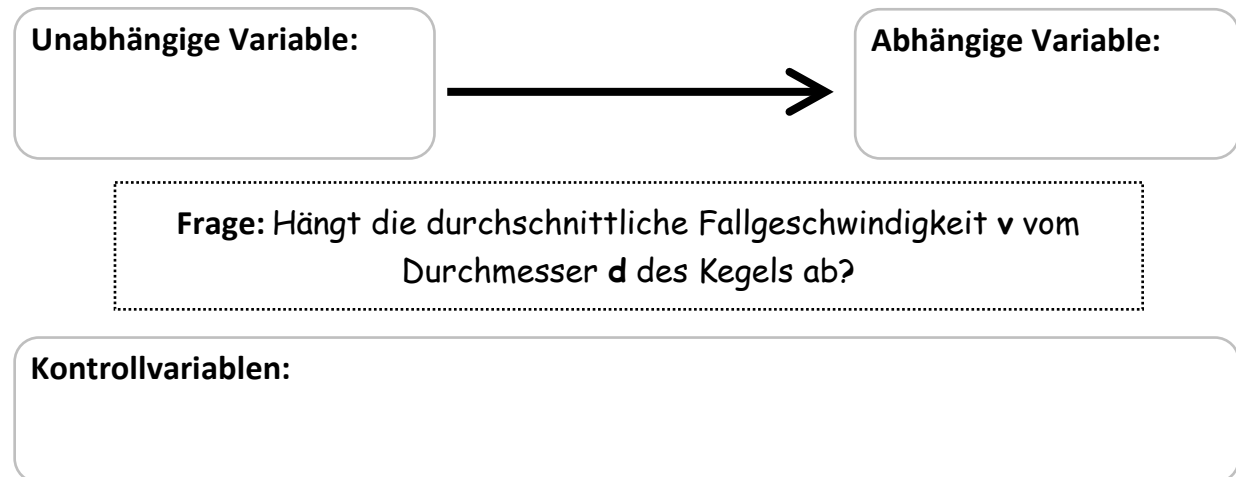 Unabhängige Variable:
Abhängige Variable:
Frage: Hängt die durchschnittliche Fallgeschwindigkeit v vom
Durchmesser d des Kegels ab?
Kontrollvariablen: